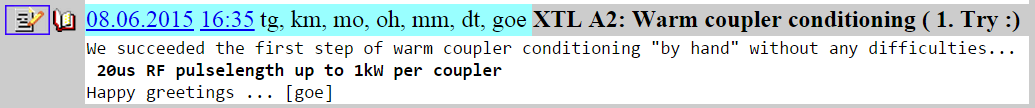 08.06.2015 16:35 tg, km, mo, oh, mm, dt, goe XTL A2: Warm coupler conditioning ( 1. Try :)
We succeeded the first step of warm coupler conditioning "by hand" without any difficulties...
20us RF pulselength up to 1kW per coupler
Happy greetings ... [goe]